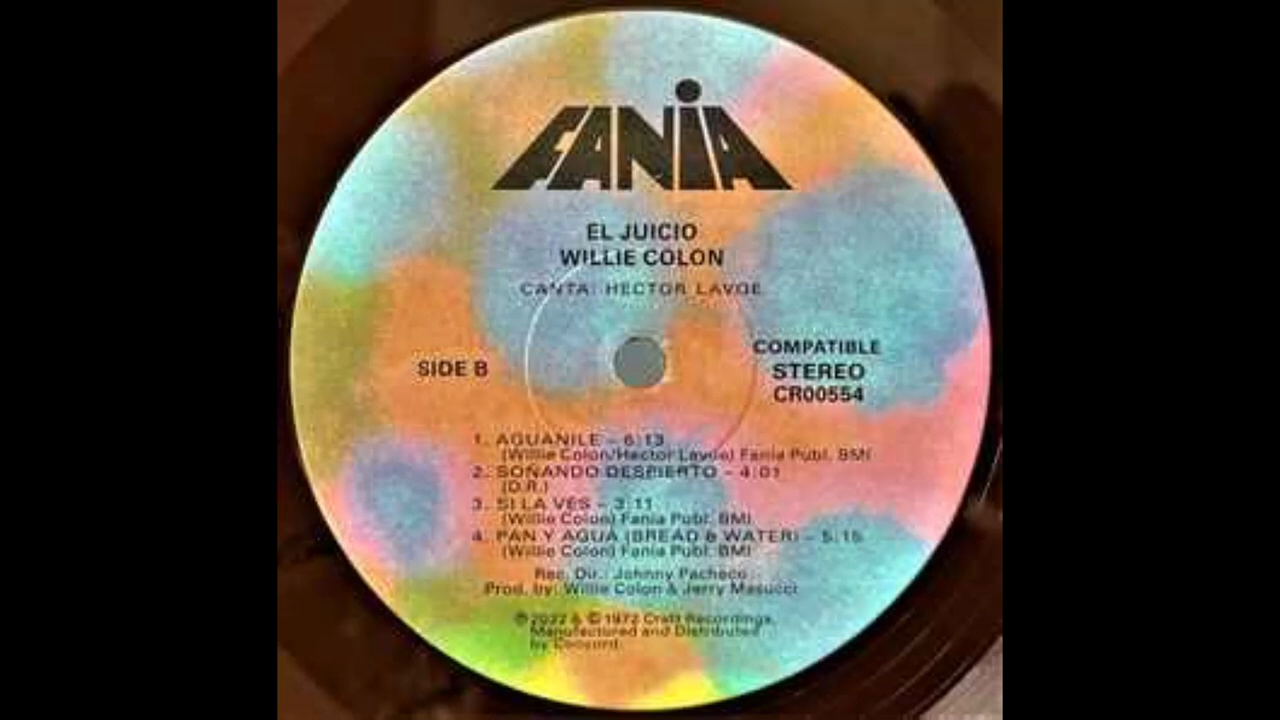 FANIA
EL JUICIO
WILLIE COLON
CANTA: HECTOR LAVOE
SIDE B
COMPATIBLE
STEREO
CR00554
1. AGUANILE – 6:13
(Willie Colon/Hector Lavoe) Fania Publ. BMI
2. SOÑANDO DESPIERTO – 4:01
(D.R.)
3. SI LA VES – 3:11
(Willie Colon) Fania Publ. BMI
4. PAN Y AGUA (BREAD & WATER) – 5:15
(Willie Colon) Fania Publ. BMI
Rec. Dir.: Johnny Pacheco
Prod. by: Willie Colon & Jerry Masucci
℗ 2022 & © 1972 Craft Recordings,
Manufactured and Distributed
by Concord.